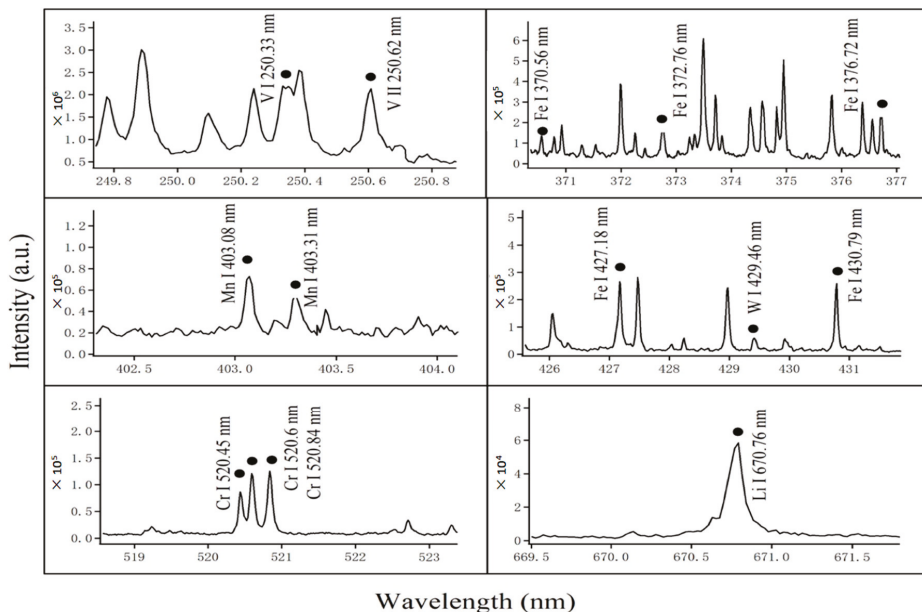 Intensity (a.u.)
× 10⁶
3.5
3.0
2.5
2.0
1.5
1.0
0.5
V I 250.33 nm
V II 250.62 nm
249.8 250.0 250.2 250.4 250.6 250.8
× 10⁵
6
5
4
3
2
1
0
Fe I 370.56 nm
Fe I 372.76 nm
Fe I 376.72 nm
371 372 373 374 375 376 377
× 10⁵
1.2
1.0
0.8
0.6
0.4
0.2
0.0
Mn I 403.08 nm
Mn I 403.31 nm
402.5 403.0 403.5 404.0
× 10⁵
5
4
3
2
1
0
Fe I 427.18 nm
W I 429.46 nm
Fe I 430.79 nm
426 427 428 429 430 431
× 10⁵
2.5
2.0
1.5
1.0
0.5
0.0
Cr I 520.45 nm
Cr I 520.6 nm
Cr I 520.84 nm
519 520 521 522 523
× 10⁴
8
6
4
2
0
Li I 670.76 nm
669.5 670.0 670.5 671.0 671.5
Wavelength (nm)